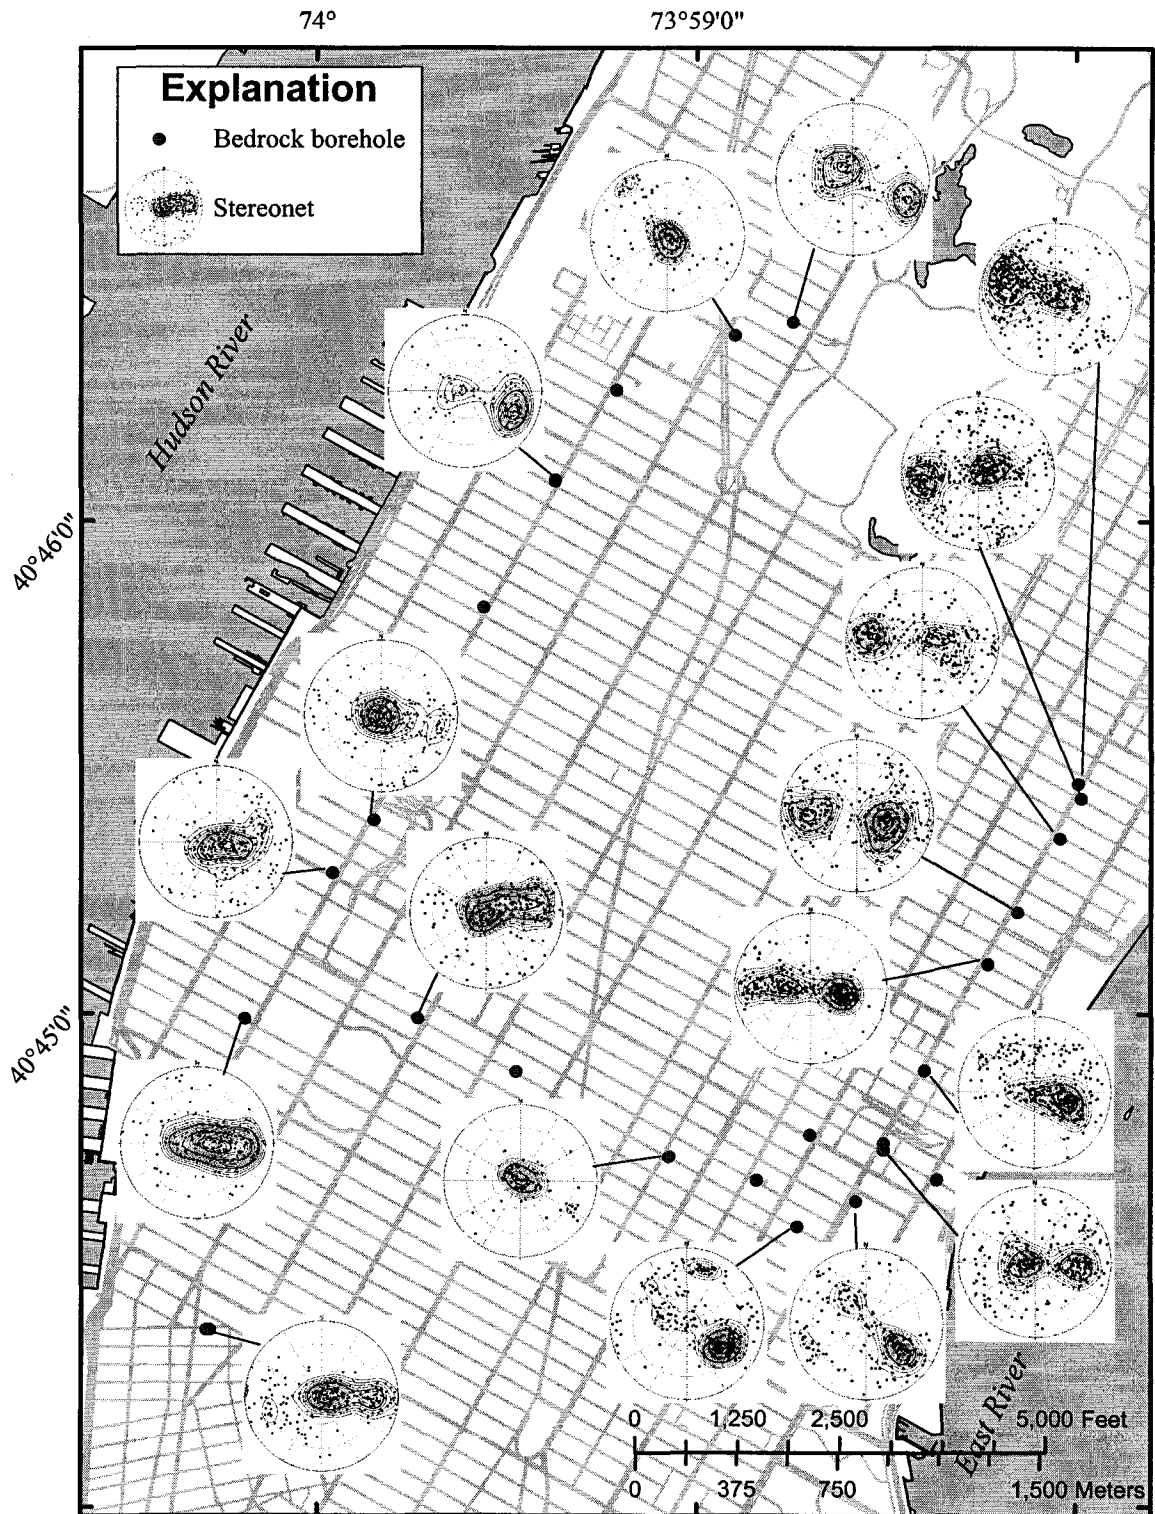 74° 73°59'0"
Explanation
Bedrock borehole
Stereonet
Hudson River
40°46'0"
40°45'0"
East River
0 1,250 2,500 5,000 Feet
0 375 750 1,500 Meters